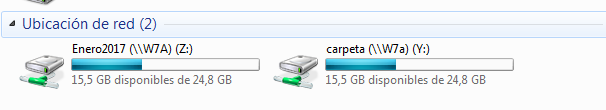 Ubicación de red (2)
Enero2017 (\\W7A) (Z:)
15,5 GB disponibles de 24,8 GB
carpeta (\\W7a) (Y:)
15,5 GB disponibles de 24,8 GB